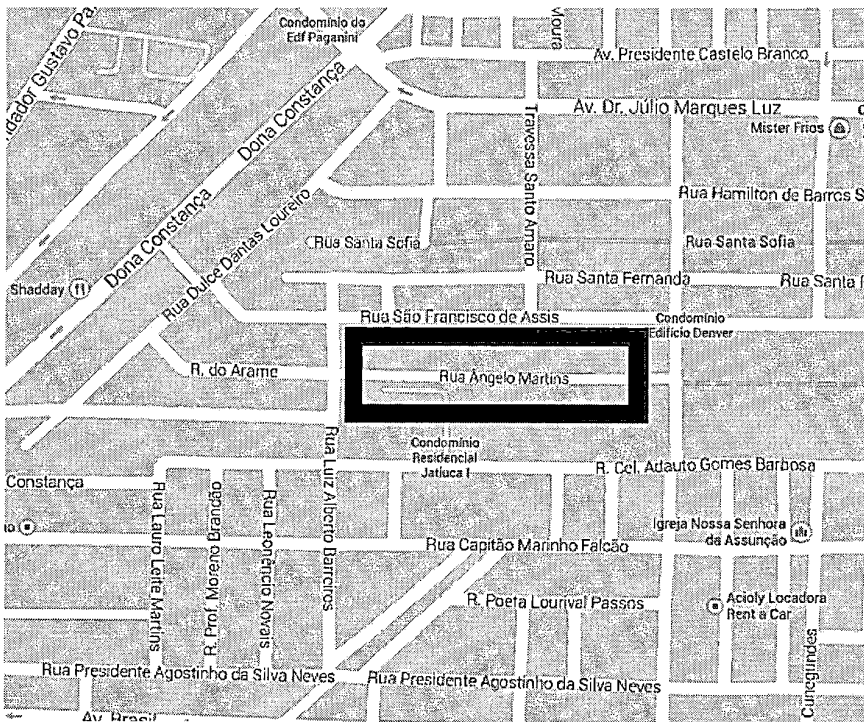 Condomínio do
Edf Paganini
Av. Presidente Castelo Branco
Dona Constança
Av. Dr. Júlio Marques Luz
Mister Frios
Travessa Santo Amaro
Rua Hamilton de Barros S
Rua Dulce Dantas Loureiro
Rua Santa Sofia
Rua Santa Sofia
Dona Constança
Shadday
Rua Santa Fernanda
Rua Santa
Rua São Francisco de Assis
Condomínio
Edifício Denver
R. do Arame
Rua Ângelo Martins
Condomínio
Residencial
Jatiuca I
R. Cel. Adauto Gomes Barbosa
Constança
Rua Luiz Alberto Barreiros
Rua Lauro Leite Martins
R. Prof. Moreno Brandão
Rua Leonêncio Novais
Igreja Nossa Senhora
da Assunção
Rua Capitão Marinho Falcão
R. Poeta Lourival Passos
Acioly Locadora
Rent a Car
Cunegundes
Rua Presidente Agostinho da Silva Neves
Rua Presidente Agostinho da Silva Neves
Av. Brasil